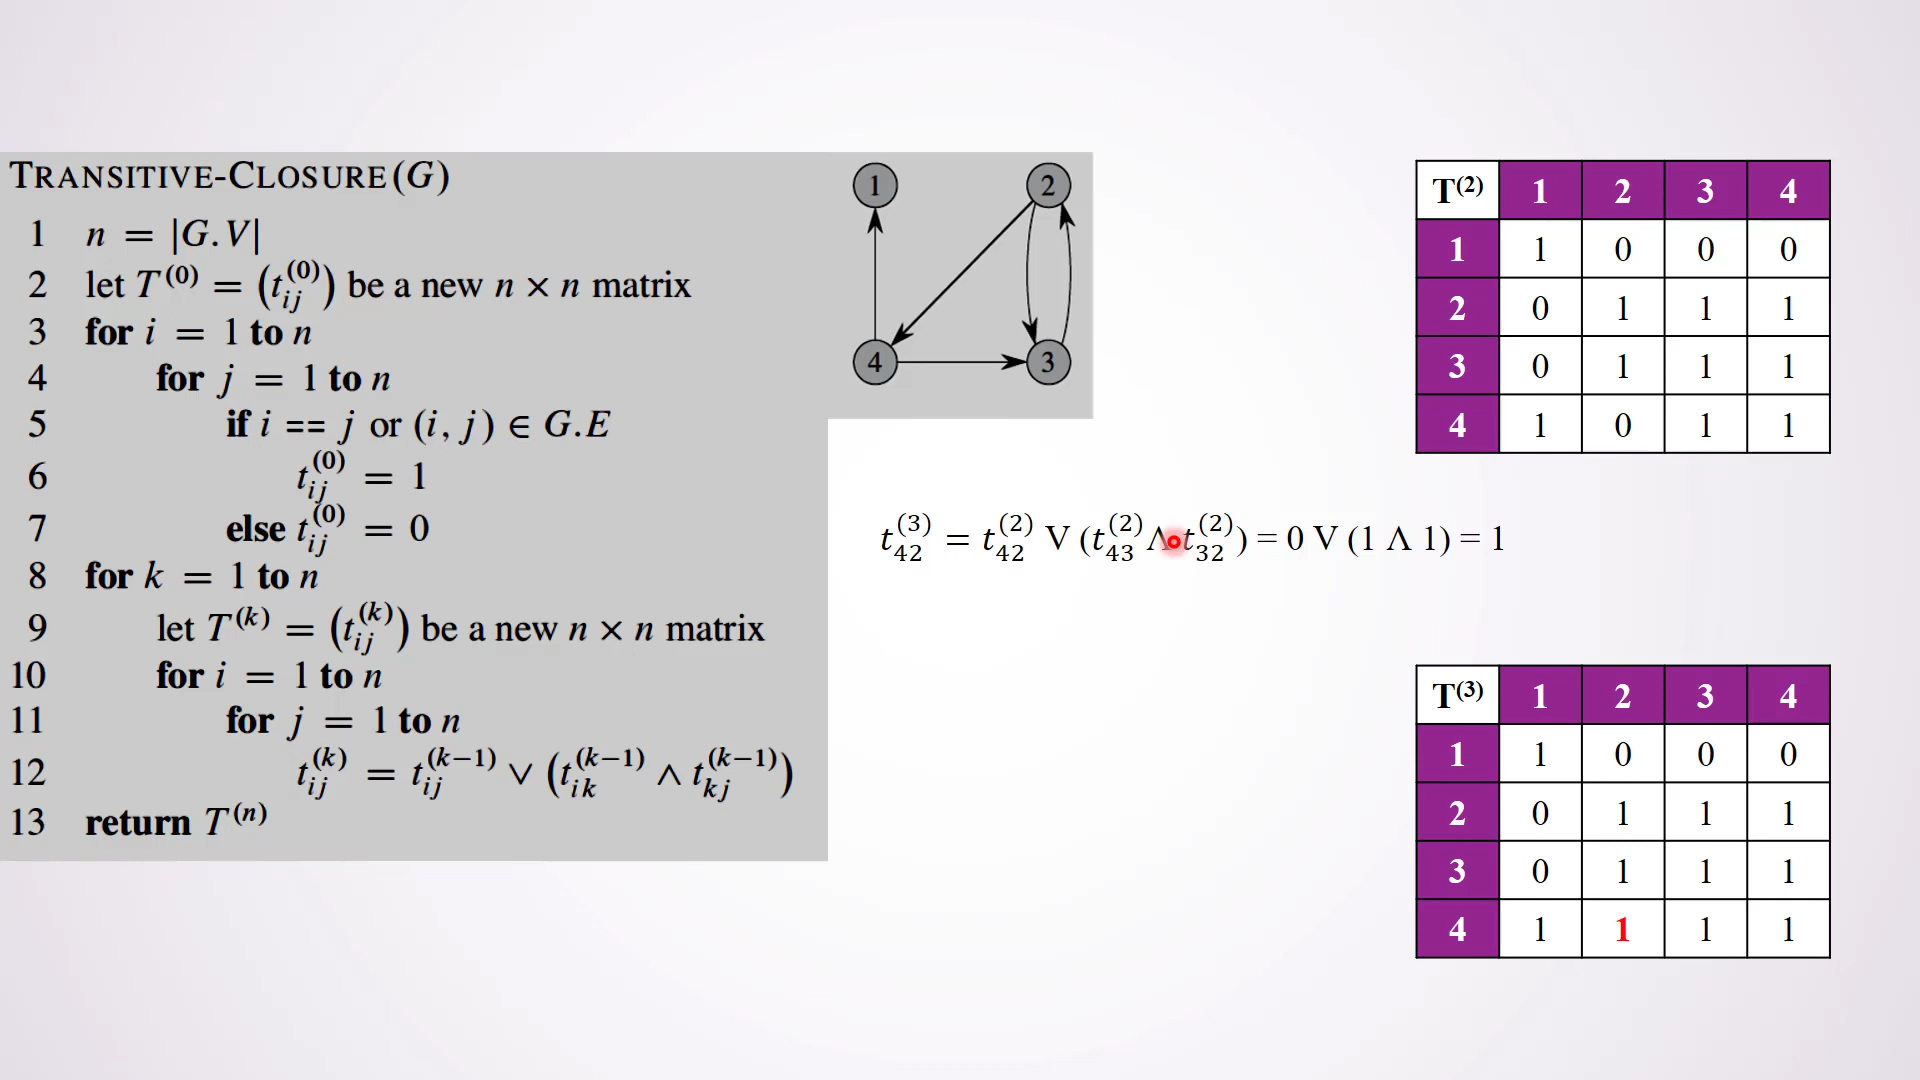 TRANSITIVE-CLOSURE(G)
1 n = |G.V|
2 let T^(0) = (t_ij^(0)) be a new n × n matrix
3 for i = 1 to n
4 for j = 1 to n
5 if i == j or (i, j) ∈ G.E
6 t_ij^(0) = 1
7 else t_ij^(0) = 0
8 for k = 1 to n
9 let T^(k) = (t_ij^(k)) be a new n × n matrix
10 for i = 1 to n
11 for j = 1 to n
12 t_ij^(k) = t_ij^(k−1) ∨ (t_ik^(k−1) ∧ t_kj^(k−1))
13 return T^(n)
1 2
4 3
t_42^(3) = t_42^(2) V (t_43^(2) Λ t_32^(2)) = 0 V (1 Λ 1) = 1
T^(2) 1 2 3 4
1 1 0 0 0
2 0 1 1 1
3 0 1 1 1
4 1 0 1 1
T^(3) 1 2 3 4
1 1 0 0 0
2 0 1 1 1
3 0 1 1 1
4 1 1 1 1